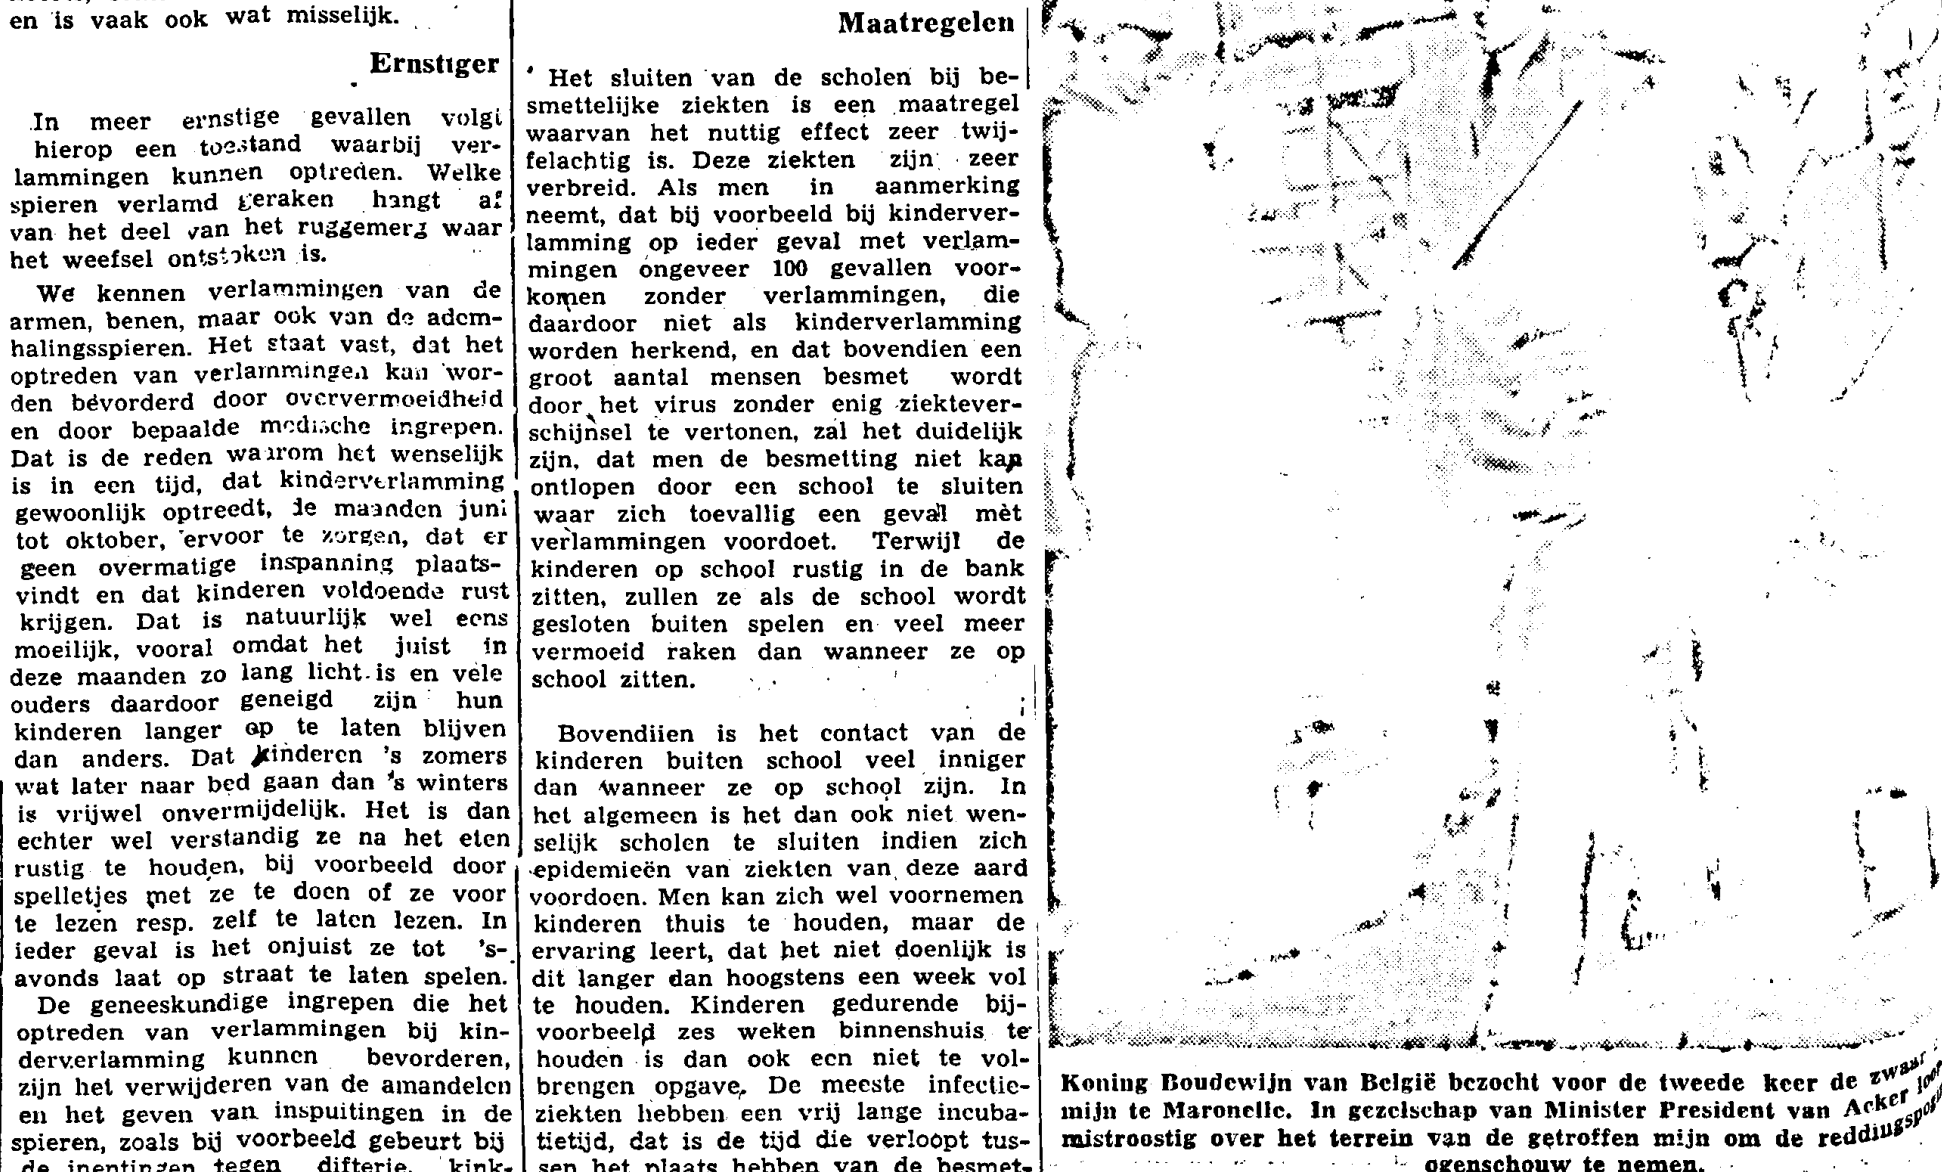 en is vaak ook wat misselijk.
Ernstiger
In meer ernstige gevallen volgt
hierop een toestand waarbij ver-
lammingen kunnen optreden. Welke
spieren verlamd geraken hangt af
van het deel van het ruggemerg waar
het weefsel ontstoken is.
We kennen verlammingen van de
armen, benen, maar ook van de adem-
halingsspieren. Het staat vast, dat het
optreden van verlammingen kan wor-
den bevorderd door oververmoeidheid
en door bepaalde medische ingrepen.
Dat is de reden waarom het wenselijk
is in een tijd, dat kinderverlamming
gewoonlijk optreedt, de maanden juni
tot oktober, ervoor te zorgen, dat er
geen overmatige inspanning plaats-
vindt en dat kinderen voldoende rust
krijgen. Dat is natuurlijk wel eens
moeilijk, vooral omdat het juist in
deze maanden zo lang licht is en vele
ouders daardoor geneigd zijn hun
kinderen langer op te laten blijven
dan anders. Dat kinderen 's zomers
wat later naar bed gaan dan 's winters
is vrijwel onvermijdelijk. Het is dan
echter wel verstandig ze na het eten
rustig te houden, bij voorbeeld door
spelletjes met ze te doen of ze voor
te lezen resp. zelf te laten lezen. In
ieder geval is het onjuist ze tot 's-
avonds laat op straat te laten spelen.
De geneeskundige ingrepen die het
optreden van verlammingen bij kin-
derverlamming kunnen bevorderen,
zijn het verwijderen van de amandelen
en het geven van inspuitingen in de
spieren, zoals bij voorbeeld gebeurt bij
de inentingen tegen difterie, kink-
Maatregelen
Het sluiten van de scholen bij be-
smettelijke ziekten is een maatregel
waarvan het nuttig effect zeer twij-
felachtig is. Deze ziekten zijn zeer
verbreid. Als men in aanmerking
neemt, dat bij voorbeeld bij kinderver-
lamming op ieder geval met verlam-
mingen ongeveer 100 gevallen voor-
komen zonder verlammingen, die
daardoor niet als kinderverlamming
worden herkend, en dat bovendien een
groot aantal mensen besmet wordt
door het virus zonder enig ziektever-
schijnsel te vertonen, zal het duidelijk
zijn, dat men de besmetting niet kan
ontlopen door een school te sluiten
waar zich toevallig een geval mèt
verlammingen voordoet. Terwijl de
kinderen op school rustig in de bank
zitten, zullen ze als de school wordt
gesloten buiten spelen en veel meer
vermoeid raken dan wanneer ze op
school zitten.
Bovendiien is het contact van de
kinderen buiten school veel inniger
dan wanneer ze op school zijn. In
het algemeen is het dan ook niet wen-
selijk scholen te sluiten indien zich
epidemieën van ziekten van deze aard
voordoen. Men kan zich wel voornemen
kinderen thuis te houden, maar de
ervaring leert, dat het niet doenlijk is
dit langer dan hoogstens een week vol
te houden. Kinderen gedurende bij-
voorbeeld zes weken binnenshuis te
houden is dan ook een niet te vol-
brengen opgave. De meeste infectie-
ziekten hebben een vrij lange incuba-
tietijd, dat is de tijd die verloopt tus-
sen het plaats hebben van de besmet-
Koning Boudewijn van België bezocht voor de tweede keer de zwaar
mijn te Maronelle. In gezelschap van Minister President van Acker
mistroostig over het terrein van de getroffen mijn om de
ogenschouw te nemen.